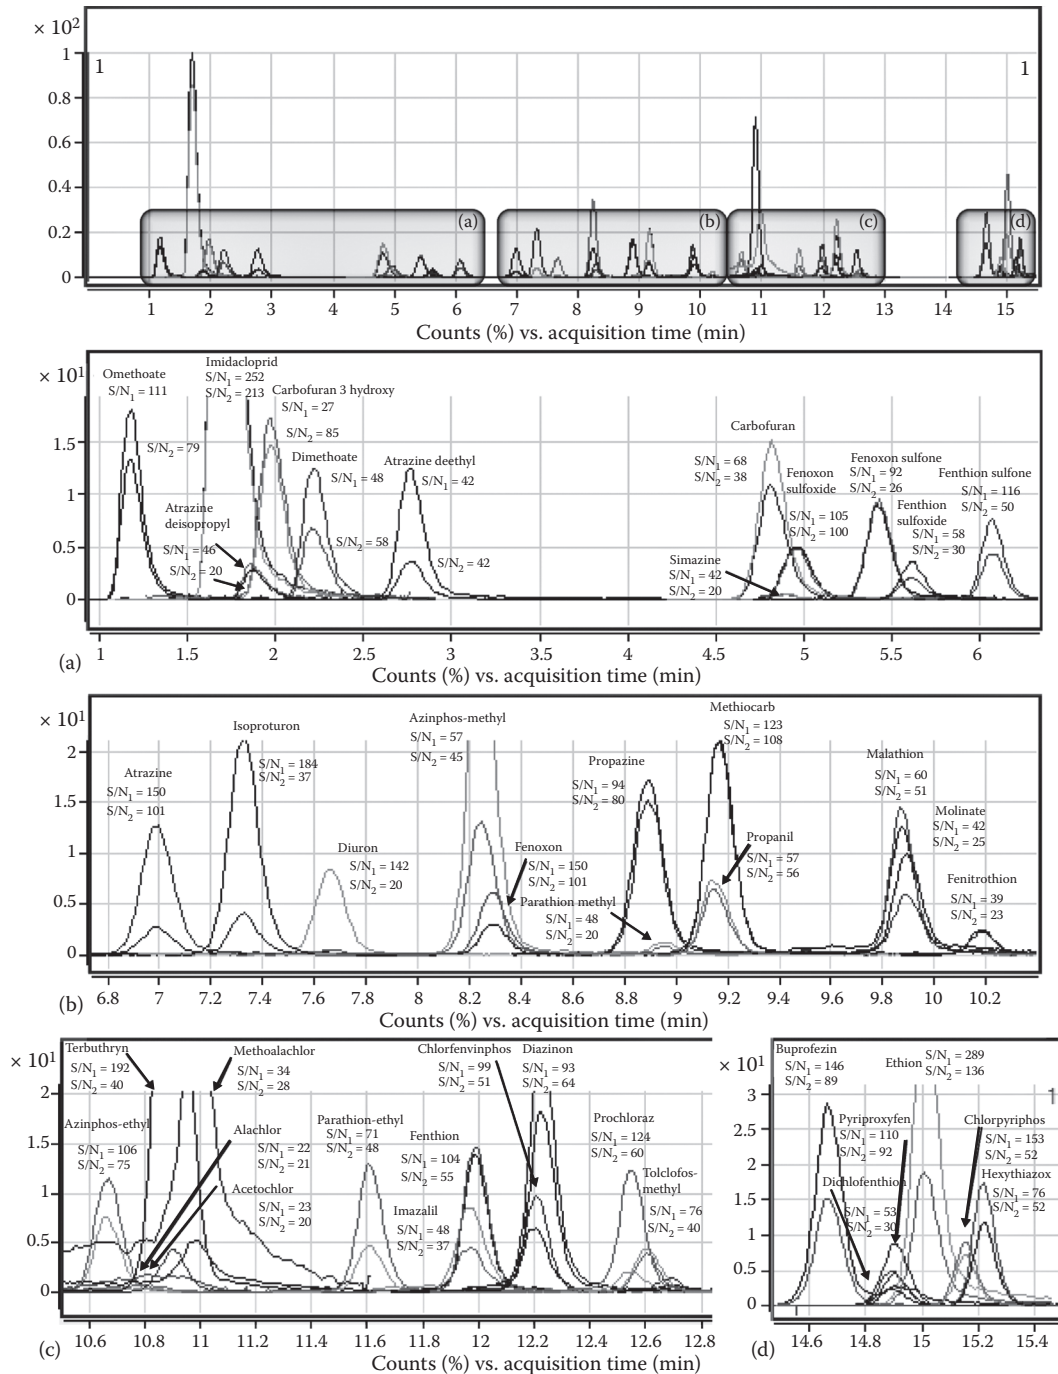 × 10²
1
1
1
0.8
0.6
0.4
0.2
0
(a)
(b)
(c)
(d)
1 2 3 4 5 6 7 8 9 10 11 12 13 14 15
Counts (%) vs. acquisition time (min)
× 10¹
1.5
1
0.5
0
Omethoate
S/N₁ = 111
S/N₂ = 79
Imidacloprid
S/N₁ = 252
S/N₂ = 213
Carbofuran 3 hydroxy
S/N₁ = 27
S/N₂ = 85
Dimethoate
S/N₁ = 48
S/N₂ = 58
Atrazine
deisopropyl
S/N₁ = 46
S/N₂ = 20
Atrazine deethyl
S/N₁ = 42
S/N₂ = 42
Carbofuran
S/N₁ = 68
S/N₂ = 38
Simazine
S/N₁ = 42
S/N₂ = 20
Fenoxon
sulfoxide
S/N₁ = 105
S/N₂ = 100
Fenoxon sulfone
S/N₁ = 92
S/N₂ = 26
Fenthion
sulfoxide
S/N₁ = 58
S/N₂ = 30
Fenthion sulfone
S/N₁ = 116
S/N₂ = 50
1 1.5 2 2.5 3 3.5 4 4.5 5 5.5 6
(a)
Counts (%) vs. acquisition time (min)
× 10¹
2
1.5
1
0.5
0
Atrazine
S/N₁ = 150
S/N₂ = 101
Isoproturon
S/N₁ = 184
S/N₂ = 37
Diuron
S/N₁ = 142
S/N₂ = 20
Azinphos-methyl
S/N₁ = 57
S/N₂ = 45
Fenoxon
S/N₁ = 150
S/N₂ = 101
Parathion methyl
S/N₁ = 48
S/N₂ = 20
Propazine
S/N₁ = 94
S/N₂ = 80
Methiocarb
S/N₁ = 123
S/N₂ = 108
Propanil
S/N₁ = 57
S/N₂ = 56
Malathion
S/N₁ = 60
S/N₂ = 51
Molinate
S/N₁ = 42
S/N₂ = 25
Fenitrothion
S/N₁ = 39
S/N₂ = 23
6.8 7 7.2 7.4 7.6 7.8 8 8.2 8.4 8.6 8.8 9 9.2 9.4 9.6 9.8 10 10.2
(b)
Counts (%) vs. acquisition time (min)
× 10¹
2
1.5
1
0.5
0
Terbuthryn
S/N₁ = 192
S/N₂ = 40
Azinphos-ethyl
S/N₁ = 106
S/N₂ = 75
Methoalachlor
S/N₁ = 34
S/N₂ = 28
Alachlor
S/N₁ = 22
S/N₂ = 21
Acetochlor
S/N₁ = 23
S/N₂ = 20
Parathion-ethyl
S/N₁ = 71
S/N₂ = 48
Imazalil
S/N₁ = 48
S/N₂ = 37
Fenthion
S/N₁ = 104
S/N₂ = 55
Chlorfenvinphos
S/N₁ = 99
S/N₂ = 51
Diazinon
S/N₁ = 93
S/N₂ = 64
Prochloraz
S/N₁ = 124
S/N₂ = 60
Tolclofos-
methyl
S/N₁ = 76
S/N₂ = 40
10.6 10.8 11 11.2 11.4 11.6 11.8 12 12.2 12.4 12.6 12.8
(c)
× 10¹
3
2.5
2
1.5
1
0.5
0
Buprofezin
S/N₁ = 146
S/N₂ = 89
Ethion
S/N₁ = 289
S/N₂ = 136
1
Pyriproxyfen
S/N₁ = 110
S/N₂ = 92
Dichlofenthion
S/N₁ = 53
S/N₂ = 30
Chlorpyriphos
S/N₁ = 153
S/N₂ = 52
Hexythiazox
S/N₁ = 76
S/N₂ = 52
14.6 14.8 15 15.2 15.4
(d)
Counts (%) vs. acquisition time (min)